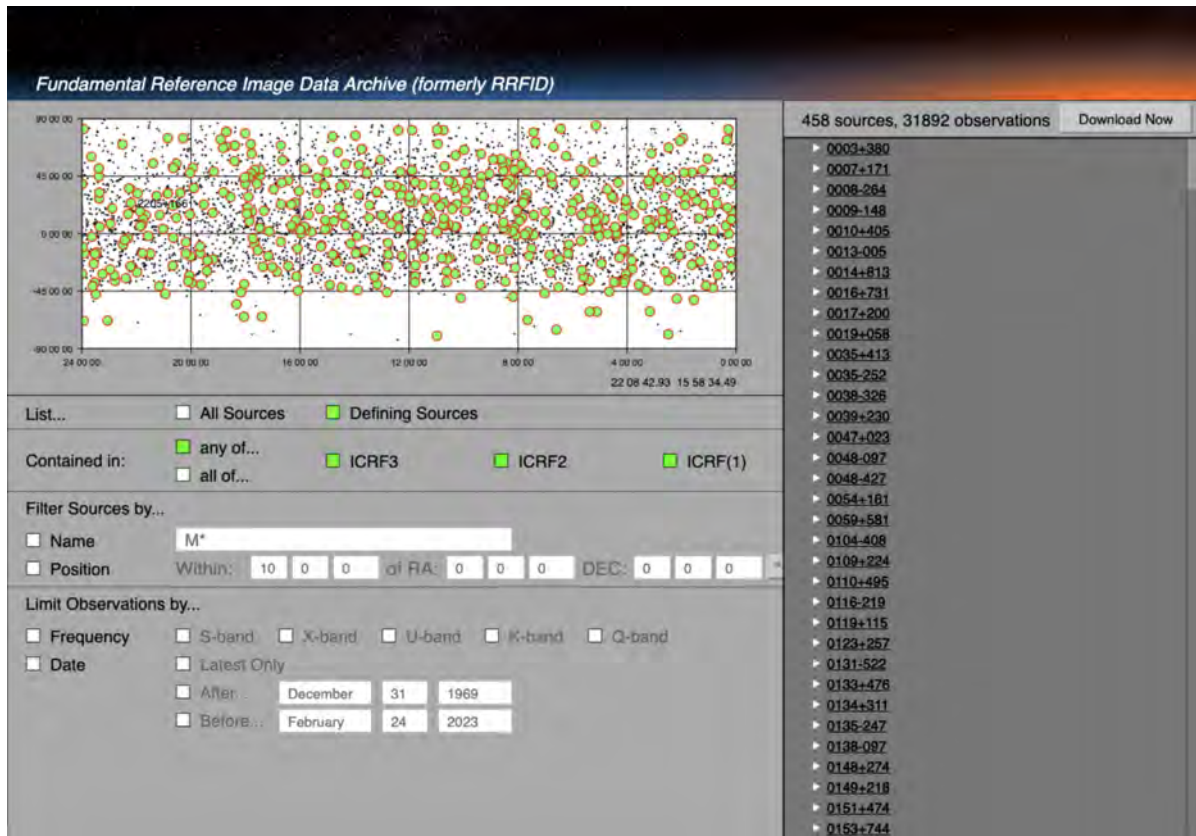 Fundamental Reference Image Data Archive (formerly RRFID)
90 00 00
45 00 00
0 00 00
-45 00 00
-90 00 00
2205+166
24 00 00 20 00 00 16 00 00 12 00 00 8 00 00 4 00 00 0 00 00
22 08 42.93 15 58 34.49
List... All Sources Defining Sources
Contained in: any of... all of... ICRF3 ICRF2 ICRF(1)
Filter Sources by...
Name M*
Position Within: 10 0 0 of RA: 0 0 0 DEC: 0 0 0
Limit Observations by...
Frequency S-band X-band U-band K-band Q-band
Date Latest Only
After... December 31 1969
Before... February 24 2023
458 sources, 31892 observations Download Now
0003+380
0007+171
0008-264
0009-148
0010+405
0013-005
0014+813
0016+731
0017+200
0019+058
0035+413
0035-252
0038-326
0039+230
0047+023
0048-097
0048-427
0054+161
0059+581
0104-408
0109+224
0110+495
0116-219
0119+115
0123+257
0131-522
0133+476
0134+311
0135-247
0138-097
0148+274
0149+218
0151+474
0153+744